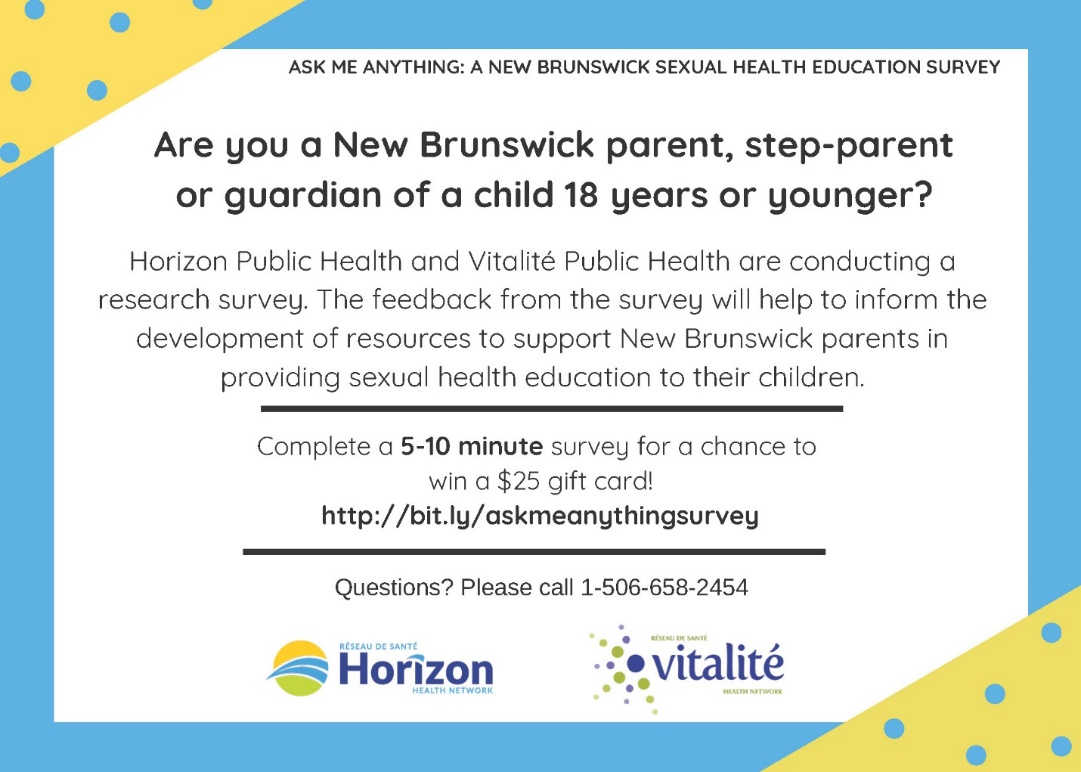 ASK ME ANYTHING: A NEW BRUNSWICK SEXUAL HEALTH EDUCATION SURVEY
Are you a New Brunswick parent, step-parent
or guardian of a child 18 years or younger?
Horizon Public Health and Vitalité Public Health are conducting a
research survey. The feedback from the survey will help to inform the
development of resources to support New Brunswick parents in
providing sexual health education to their children.
Complete a 5-10 minute survey for a chance to
win a $25 gift card!
http://bit.ly/askmeanythingsurvey
Questions? Please call 1-506-658-2454
RÉSEAU DE SANTÉ
Horizon
HEALTH NETWORK
RÉSEAU DE SANTÉ
vitalité
HEALTH NETWORK